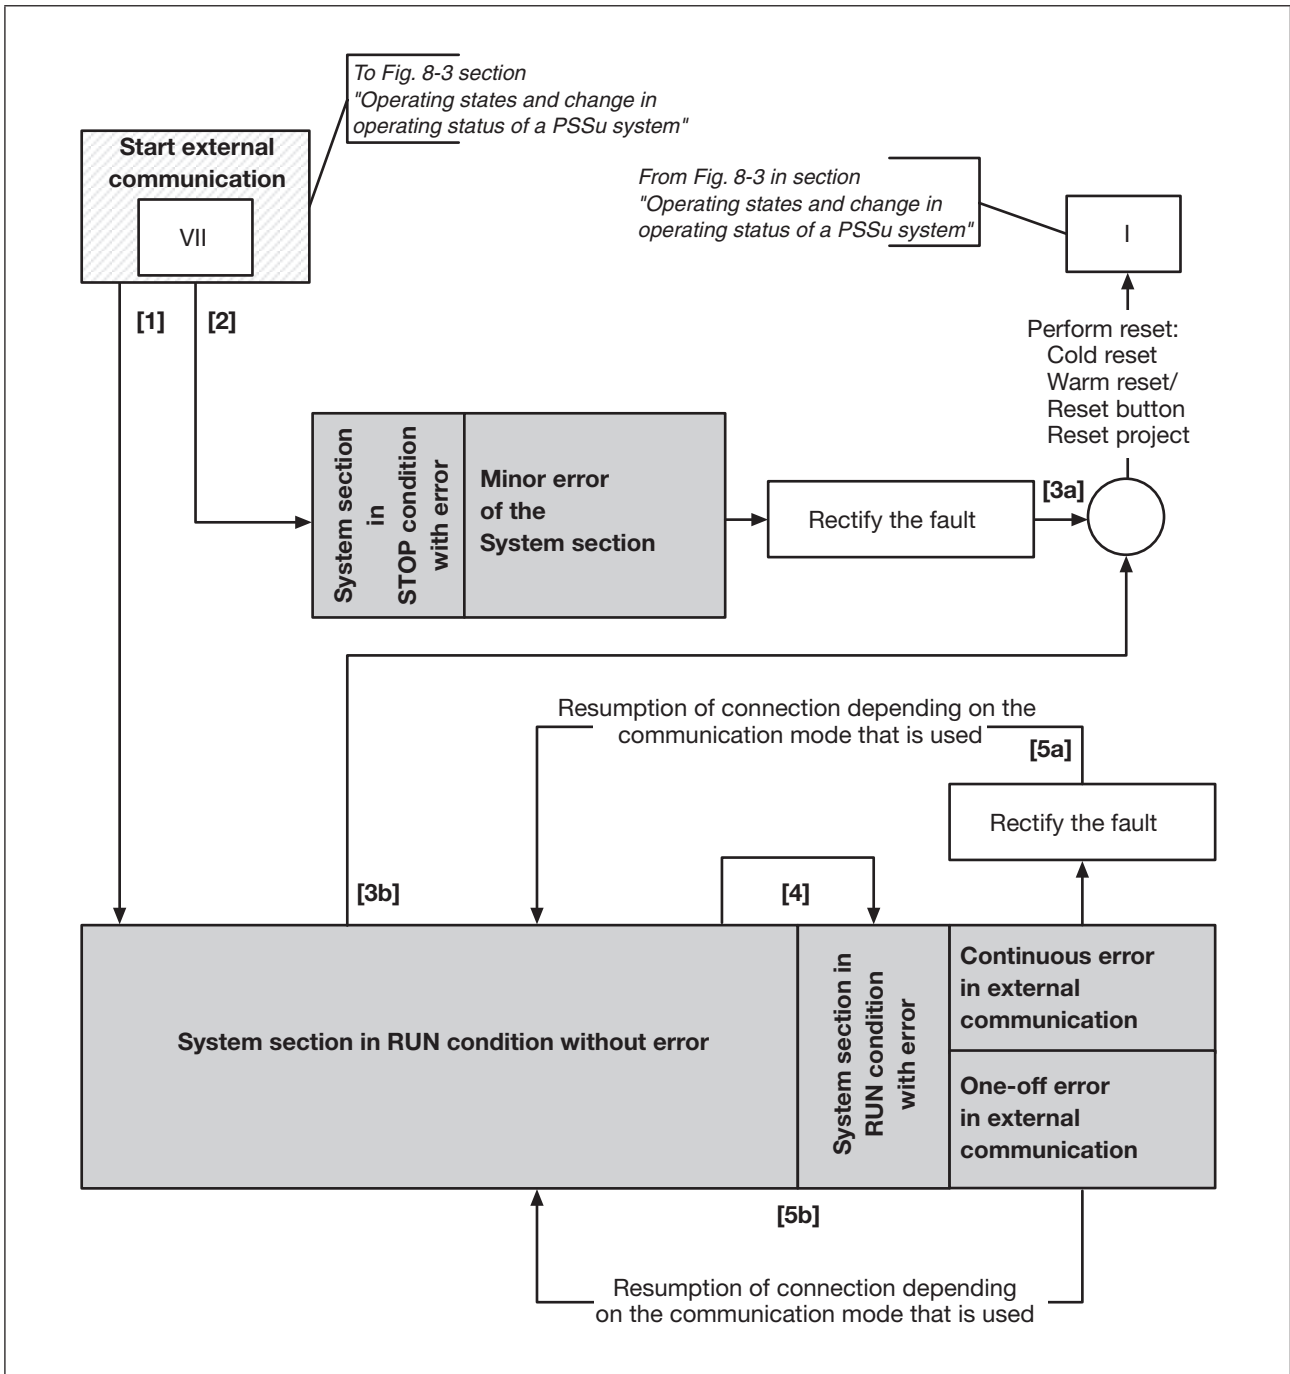 To Fig. 8-3 section
"Operating states and change in
operating status of a PSSu system"
Start external
communication
VII
From Fig. 8-3 in section
"Operating states and change in
operating status of a PSSu system"
I
[1]
[2]
Perform reset:
Cold reset
Warm reset/
Reset button
Reset project
System section
in
STOP condition
with error
Minor error
of the
System section
Rectify the fault
[3a]
Resumption of connection depending on the
communication mode that is used
[5a]
Rectify the fault
[3b]
[4]
System section in RUN condition without error
System section in
RUN condition
with error
Continuous error
in external
communication
One-off error
in external
communication
[5b]
Resumption of connection depending
on the communication mode that is used